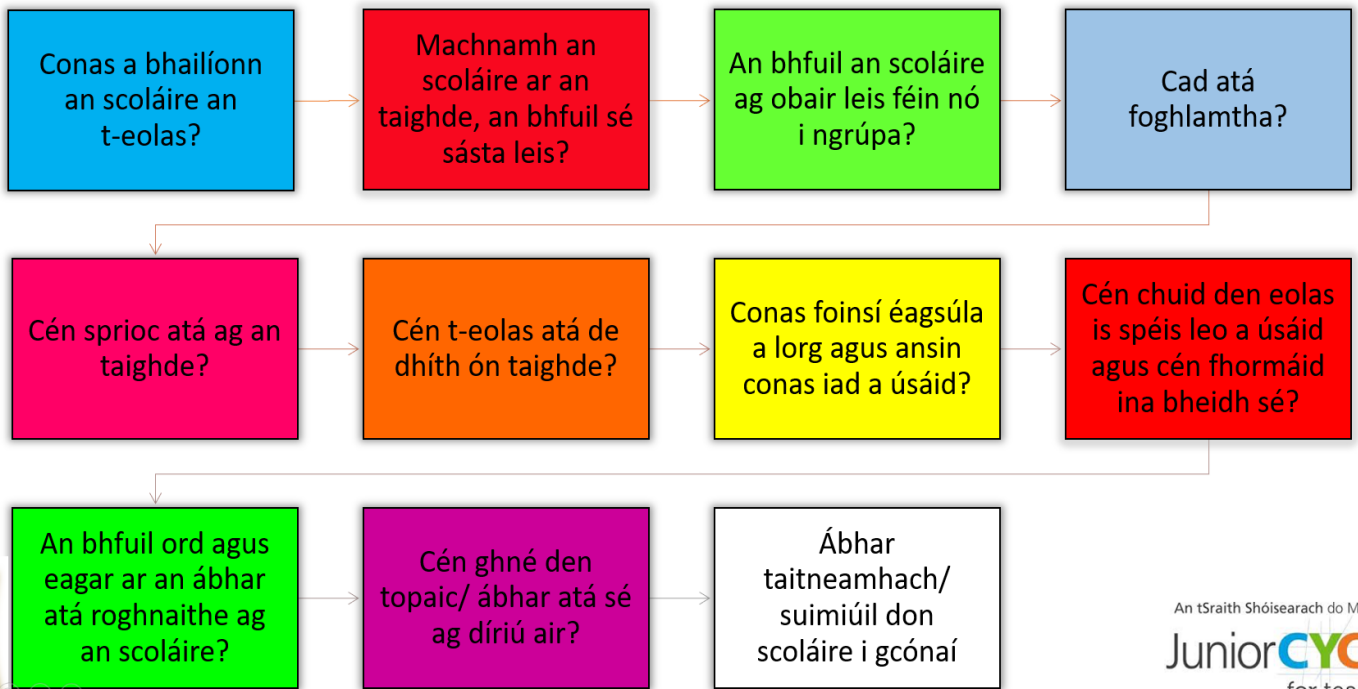 Conas a bhailíonn
an scoláire an
t-eolas?
Machnamh an
scoláire ar an
taighde, an bhfuil sé
sásta leis?
An bhfuil an scoláire
ag obair leis féin nó
i ngrúpa?
Cad atá
foghlamtha?
Cén sprioc atá ag an
taighde?
Cén t-eolas atá de
dhíth ón taighde?
Conas foinsí éagsúla
a lorg agus ansin
conas iad a úsáid?
Cén chuid den eolas
is spéis leo a úsáid
agus cén fhormáid
ina bheidh sé?
An bhfuil ord agus
eagar ar an ábhar
atá roghnaithe ag
an scoláire?
Cén ghné den
topaic/ ábhar atá sé
ag díriú air?
Ábhar
taitneamhach/
suimiúil don
scoláire i gcónaí
An tSraith Shóisearach do M
JuniorCYC
for tea